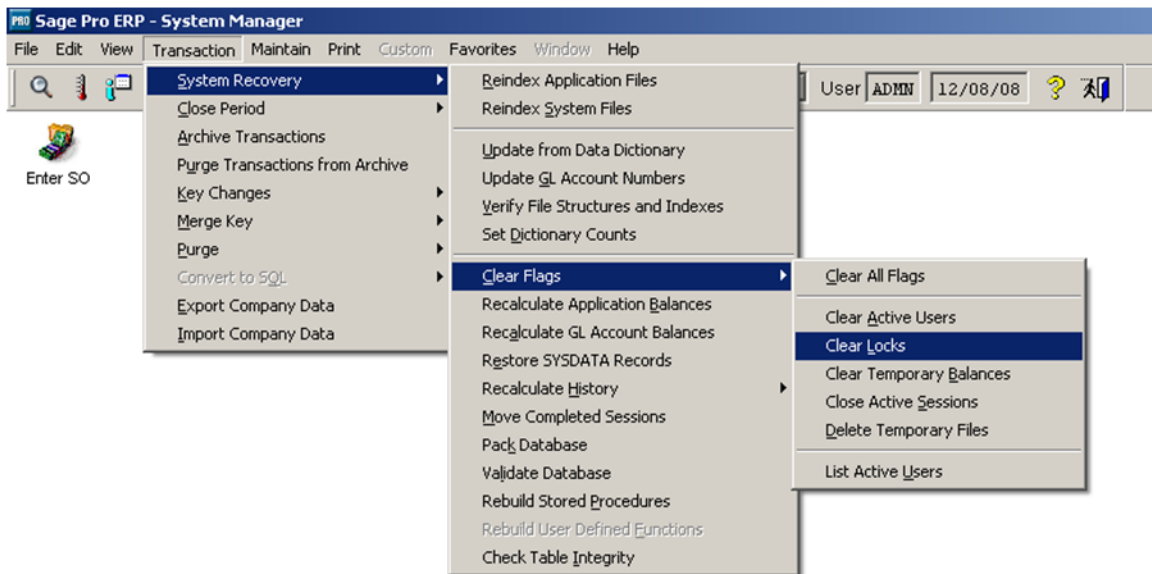 PRO Sage Pro ERP - System Manager
File Edit View Transaction Maintain Print Custom Favorites Window Help
User ADMN 12/08/08
Enter SO
System Recovery
Close Period
Archive Transactions
Purge Transactions from Archive
Key Changes
Merge Key
Purge
Convert to SQL
Export Company Data
Import Company Data
Reindex Application Files
Reindex System Files
Update from Data Dictionary
Update GL Account Numbers
Verify File Structures and Indexes
Set Dictionary Counts
Clear Flags
Recalculate Application Balances
Recalculate GL Account Balances
Restore SYSDATA Records
Recalculate History
Move Completed Sessions
Pack Database
Validate Database
Rebuild Stored Procedures
Rebuild User Defined Functions
Check Table Integrity
Clear All Flags
Clear Active Users
Clear Locks
Clear Temporary Balances
Close Active Sessions
Delete Temporary Files
List Active Users